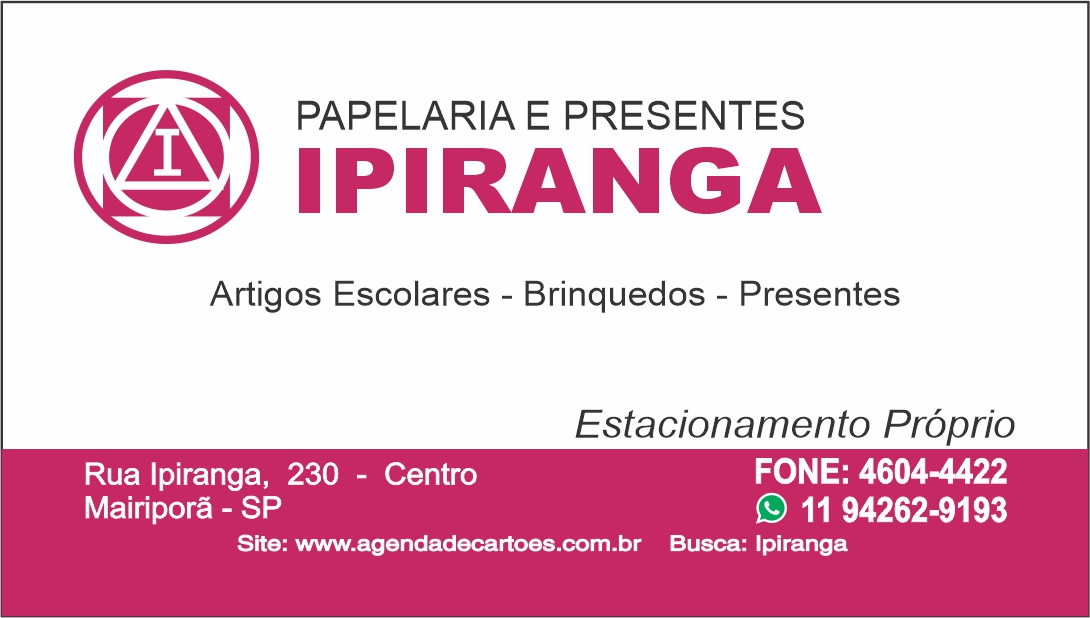 I
PAPELARIA E PRESENTES
IPIRANGA
Artigos Escolares - Brinquedos - Presentes
Estacionamento Próprio
Rua Ipiranga, 230 - Centro
Mairiporã - SP
FONE: 4604-4422
11 94262-9193
Site: www.agendadecartoes.com.br Busca: Ipiranga